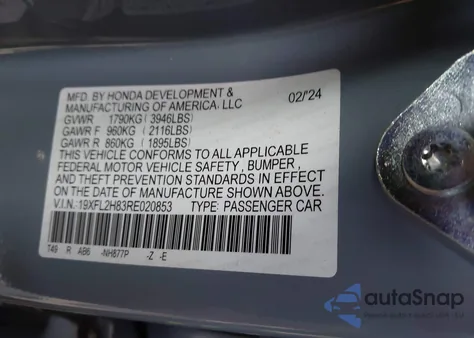 MFD. BY HONDA DEVELOPMENT &
MANUFACTURING OF AMERICA, LLC
02/'24
GVWR 1790KG ( 3946LBS)
GAWR F 960KG ( 2116LBS)
GAWR R 860KG ( 1895LBS)
THIS VEHICLE CONFORMS TO ALL APPLICABLE
FEDERAL MOTOR VEHICLE SAFETY, BUMPER,
AND THEFT PREVENTION STANDARDS IN EFFECT
ON THE DATE OF MANUFACTURE SHOWN ABOVE.
V.I.N.: 19XFL2H83RE020853 TYPE: PASSENGER CAR
T49 R AB6 -NH877P -Z -E
autoSnap